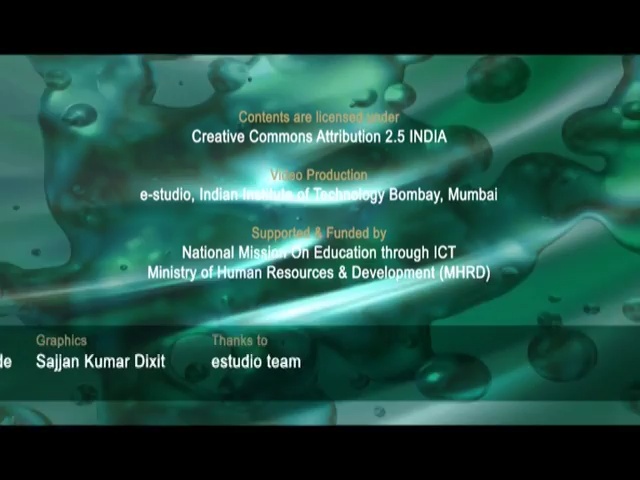 Contents are licensed under
Creative Commons Attribution 2.5 INDIA
Video Production
e-studio, Indian Institute of Technology Bombay, Mumbai
Supported & Funded by
National Mission On Education through ICT
Ministry of Human Resources & Development (MHRD)
Graphics
Thanks to
Sajjan Kumar Dixit
estudio team